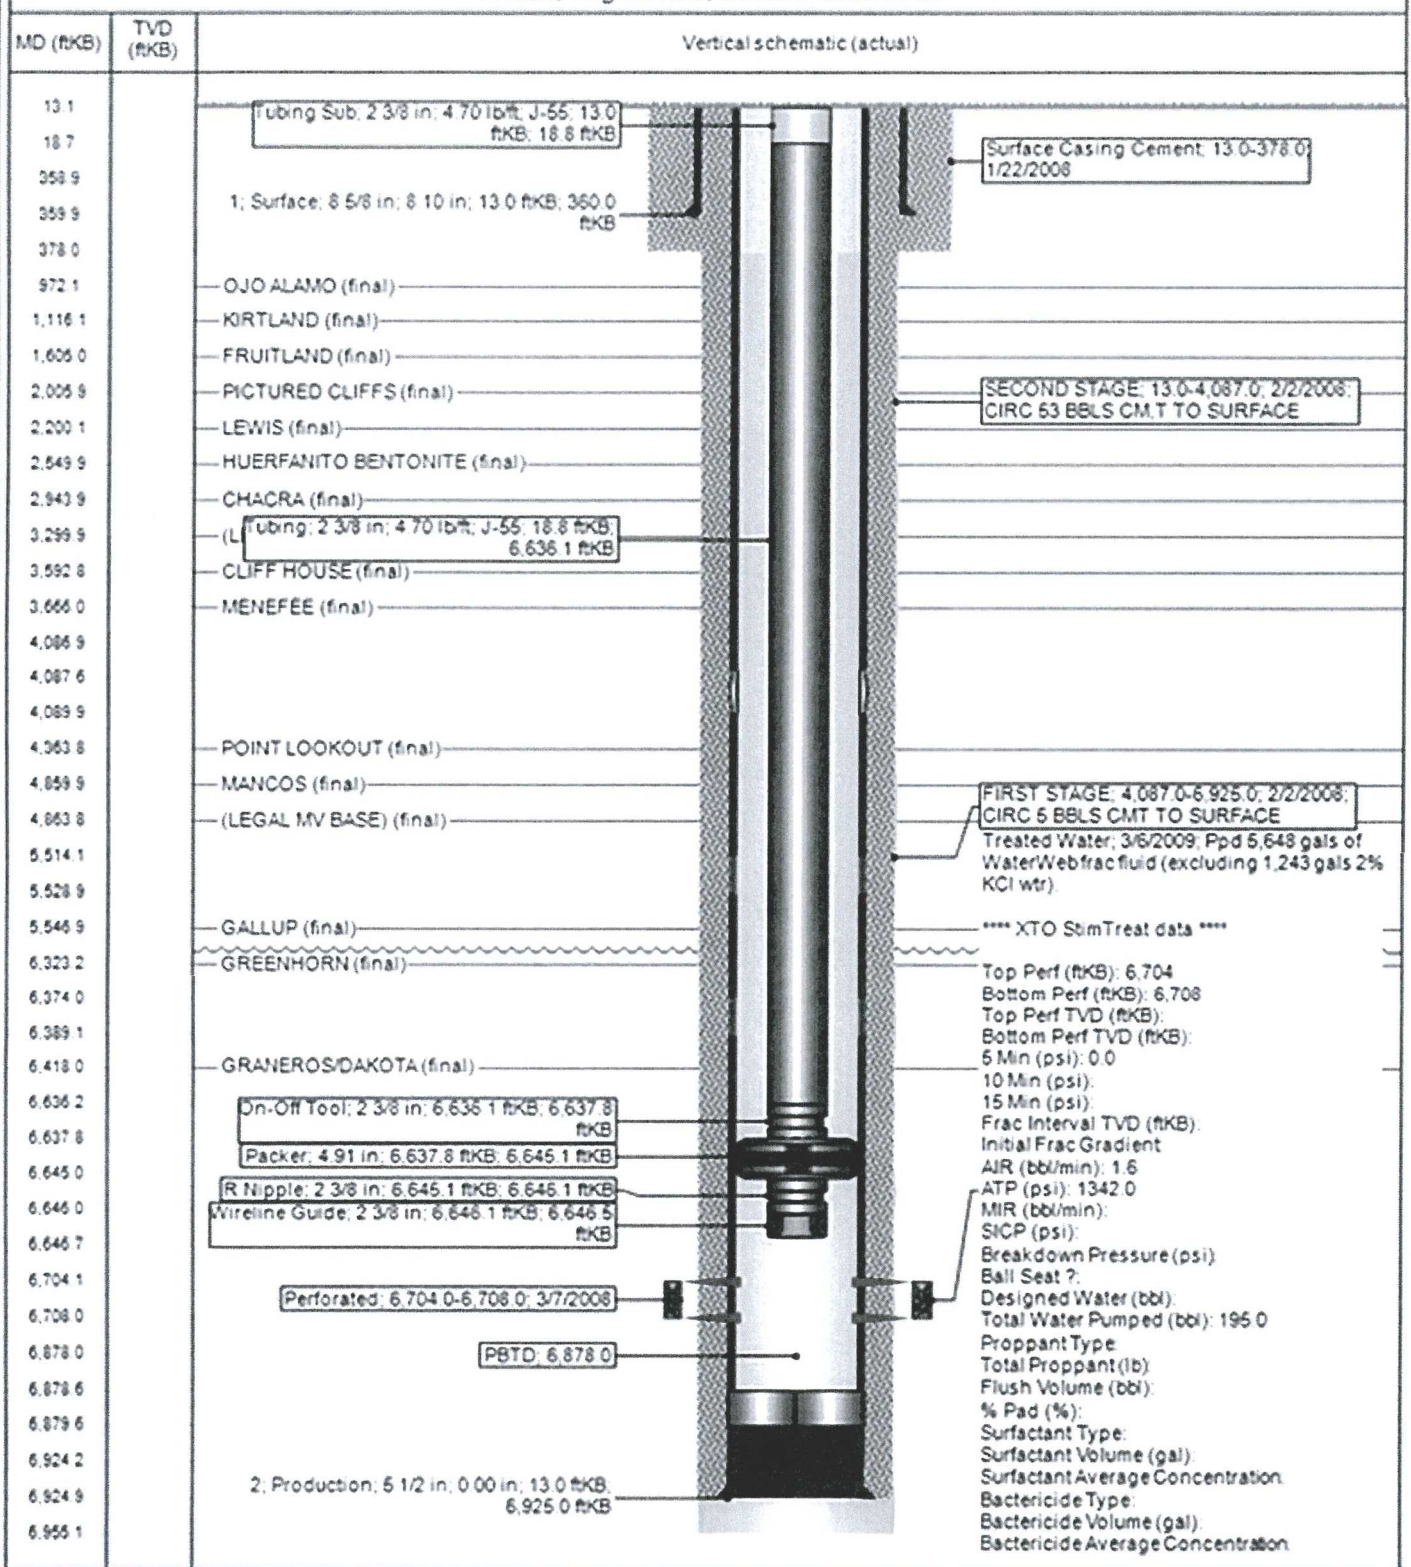 MD (ftKB)
TVD
(ftKB)
Vertical schematic (actual)
13.1
18.7
358.9
359.9
378.0
972.1
1,116.1
1,605.0
2,005.9
2,200.1
2,549.9
2,943.9
3,299.9
3,592.8
3,666.0
4,086.9
4,087.6
4,089.9
4,363.8
4,859.9
4,863.8
5,514.1
5,528.9
5,546.9
6,323.2
6,374.0
6,389.1
6,418.0
6,636.2
6,637.8
6,645.0
6,646.0
6,646.7
6,704.1
6,708.0
6,878.0
6,878.6
6,879.6
6,924.2
6,924.9
6,955.1
Tubing Sub; 2 3/8 in; 4.70 lb/ft; J-55; 13.0
ftKB; 18.8 ftKB
1; Surface; 8 5/8 in; 8.10 in; 13.0 ftKB; 360.0
ftKB
OJO ALAMO (final)
KIRTLAND (final)
FRUITLAND (final)
PICTURED CLIFFS (final)
LEWIS (final)
HUERFANITO BENTONITE (final)
CHACRA (final)
(L
Tubing; 2 3/8 in; 4.70 lb/ft; J-55; 18.8 ftKB;
6,636.1 ftKB
CLIFF HOUSE (final)
MENEFEE (final)
POINT LOOKOUT (final)
MANCOS (final)
(LEGAL MV BASE) (final)
GALLUP (final)
GREENHORN (final)
GRANEROS/DAKOTA (final)
On-Off Tool; 2 3/8 in; 6,636.1 ftKB; 6,637.8
ftKB
Packer; 4.91 in; 6,637.8 ftKB; 6,645.1 ftKB
R Nipple; 2 3/8 in; 6,645.1 ftKB; 6,646.1 ftKB
Wireline Guide; 2 3/8 in; 6,646.1 ftKB; 6,646.5
ftKB
Perforated; 6,704.0-6,708.0; 3/7/2008
PBTD; 6,878.0
2; Production; 5 1/2 in; 0.00 in; 13.0 ftKB;
6,925.0 ftKB
Surface Casing Cement; 13.0-378.0;
1/22/2008
SECOND STAGE; 13.0-4,087.0; 2/2/2008;
CIRC 53 BBLS CM,T TO SURFACE
FIRST STAGE; 4,087.0-6,925.0; 2/2/2008;
CIRC 5 BBLS CMT TO SURFACE
Treated Water; 3/6/2009; Ppd 5,648 gals of
WaterWeb frac fluid (excluding 1,243 gals 2%
KCl wtr).
**** XTO StimTreat data ****
Top Perf (ftKB): 6,704
Bottom Perf (ftKB): 6,708
Top Perf TVD (ftKB):
Bottom Perf TVD (ftKB):
5 Min (psi): 0.0
10 Min (psi):
15 Min (psi):
Frac Interval TVD (ftKB):
Initial Frac Gradient
AIR (bbl/min): 1.6
ATP (psi): 1342.0
MIR (bbl/min):
SICP (psi):
Breakdown Pressure (psi)
Ball Seat ?:
Designed Water (bbl):
Total Water Pumped (bbl): 195.0
Proppant Type:
Total Proppant (lb)
Flush Volume (bbl):
% Pad (%):
Surfactant Type:
Surfactant Volume (gal):
Surfactant Average Concentration:
Bactericide Type:
Bactericide Volume (gal):
Bactericide Average Concentration: